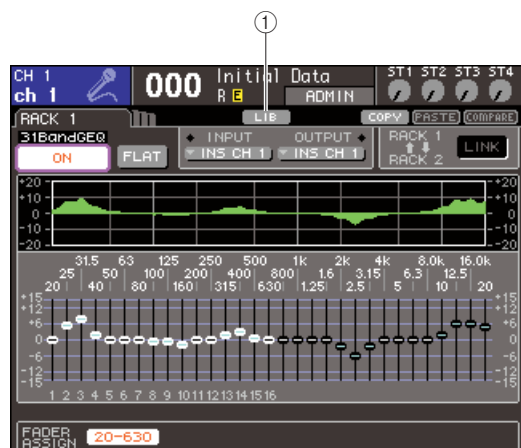 1
CH 1
ch 1
000
Initial Data
R E
ADMIN
ST1 ST2 ST3 ST4
RACK 1
LIB
COPY
PASTE
COMPARE
31BandGEQ
ON
FLAT
INPUT
INS CH 1
OUTPUT
INS CH 1
RACK 1
RACK 2
LINK
+20
+10
0
-10
-20
+20
+10
0
-10
-20
31.5 63 125 250 500 1k 2k 4k 8.0k 16.0k
25 50 100 200 400 800 1.6 3.15 6.3 12.5
20 40 80 160 315 630 1.25 2.5 5 10 20
+15
+12
+6
0
-6
-12
-15
+15
+12
+6
0
-6
-12
-15
1 2 3 4 5 6 7 8 9 10 11 12 13 14 15 16
FADER
ASSIGN
20-630